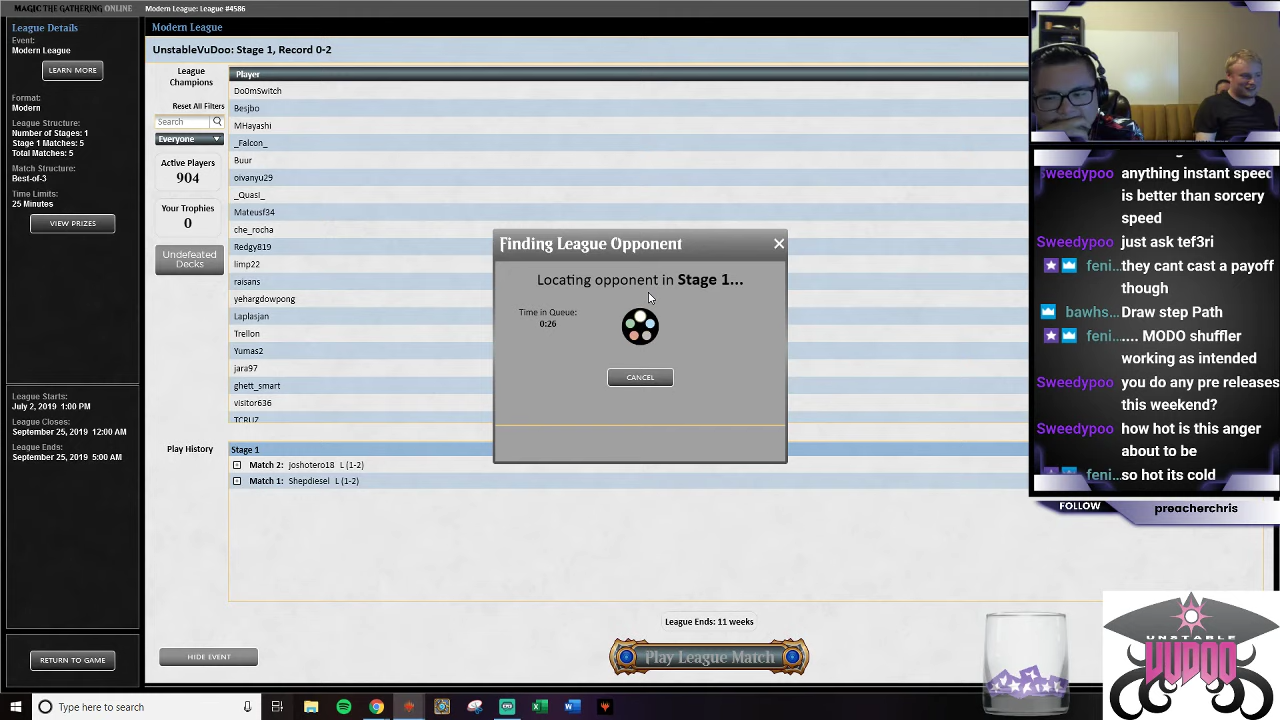 MAGIC THE GATHERING ONLINE
Modern League: League #4586
League Details
Event:
Modern League
LEARN MORE
Format:
Modern
League Structure:
Number of Stages: 1
Stage 1 Matches: 5
Total Matches: 5
Match Structure:
Best-of-3
Time Limits:
25 Minutes
VIEW PRIZES
League Starts:
July 2, 2019 1:00 PM
League Closes:
September 25, 2019 12:00 AM
League Ends:
September 25, 2019 5:00 AM
RETURN TO GAME
Modern League
UnstableVuDoo: Stage 1, Record 0-2
League
Champions
Reset All Filters
Search
Everyone
Active Players
904
Your Trophies
0
Undefeated
Decks
Player
Do0mSwitch
Besjbo
MHayashi
_Falcon_
Buur
oivanyu29
_Quasi_
Mateusf34
che_rocha
Redgy819
limp22
raisans
yehargdowpong
Laplasjan
Trellon
Yumas2
jara97
ghett_smart
visitor636
TCRUZ
Play History
Stage 1
Match 2: Joshotero18 L (1-2)
Match 1: Shepdiesel L (1-2)
League Ends: 11 weeks
HIDE EVENT
Play League Match
Finding League Opponent
Locating opponent in Stage 1...
Time in Queue:
0:26
CANCEL
Sweedypoo anything instant speed
is better than sorcery
speed
Sweedypoo just ask tef3ri
feni... they cant cast a payoff
though
bawhs... Draw step Path
feni... .... MODO shuffler
working as intended
Sweedypoo you do any pre releases
this weekend?
Sweedypoo how hot is this anger
about to be
feni... so hot its cold
FOLLOW
preacherchris
UNSTABLE
VUDOO
Type here to search